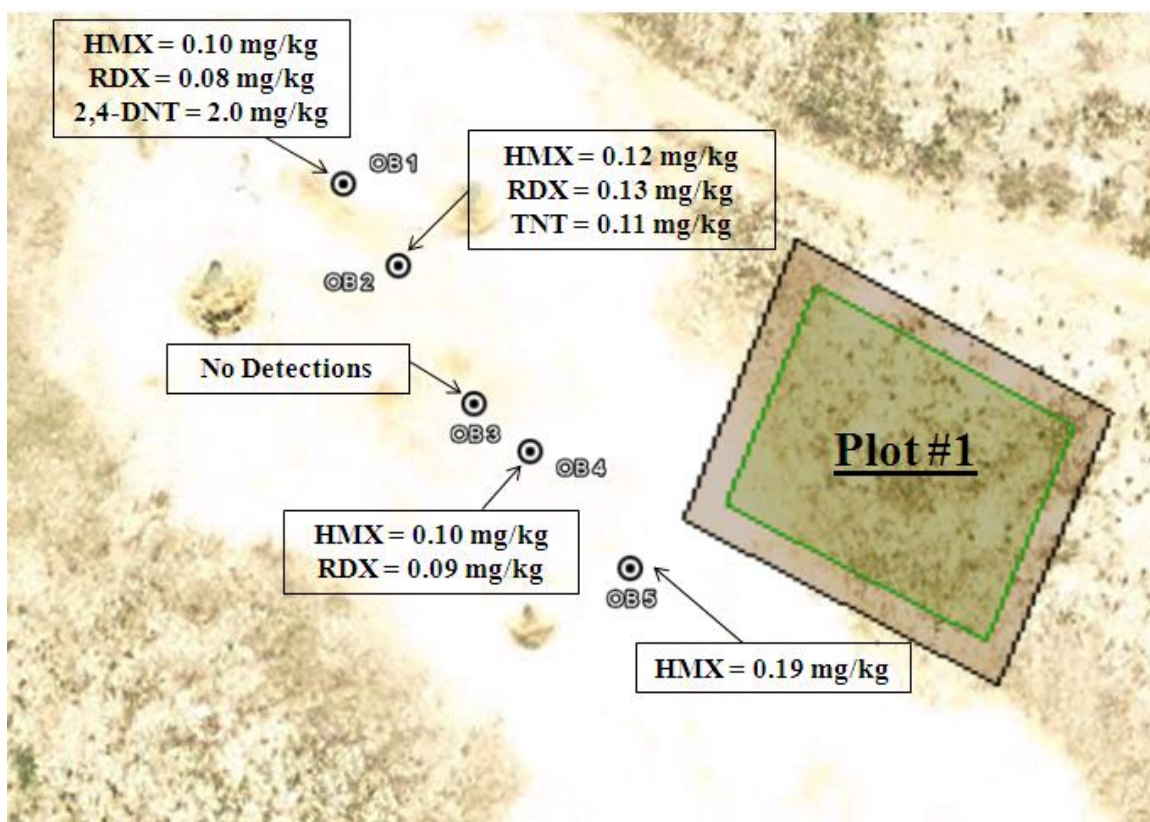 HMX = 0.10 mg/kg
RDX = 0.08 mg/kg
2,4-DNT = 2.0 mg/kg
OB1
HMX = 0.12 mg/kg
RDX = 0.13 mg/kg
TNT = 0.11 mg/kg
OB2
No Detections
OB3
OB4
Plot #1
HMX = 0.10 mg/kg
RDX = 0.09 mg/kg
OB5
HMX = 0.19 mg/kg